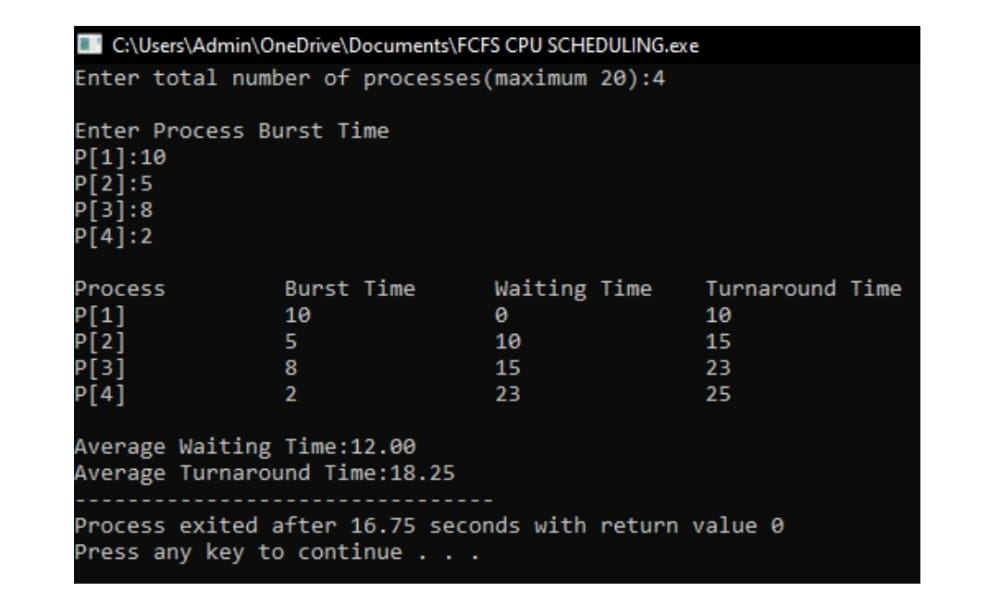 C:\Users\Admin\OneDrive\Documents\FCFS CPU SCHEDULING.exe
Enter total number of processes(maximum 20):4
Enter Process Burst Time
P[1]:10
P[2]:5
P[3]:8
P[4]:2
Process Burst Time Waiting Time Turnaround Time
P[1] 10 0 10
P[2] 5 10 15
P[3] 8 15 23
P[4] 2 23 25
Average Waiting Time:12.00
Average Turnaround Time:18.25
--------------------------------
Process exited after 16.75 seconds with return value 0
Press any key to continue . . .